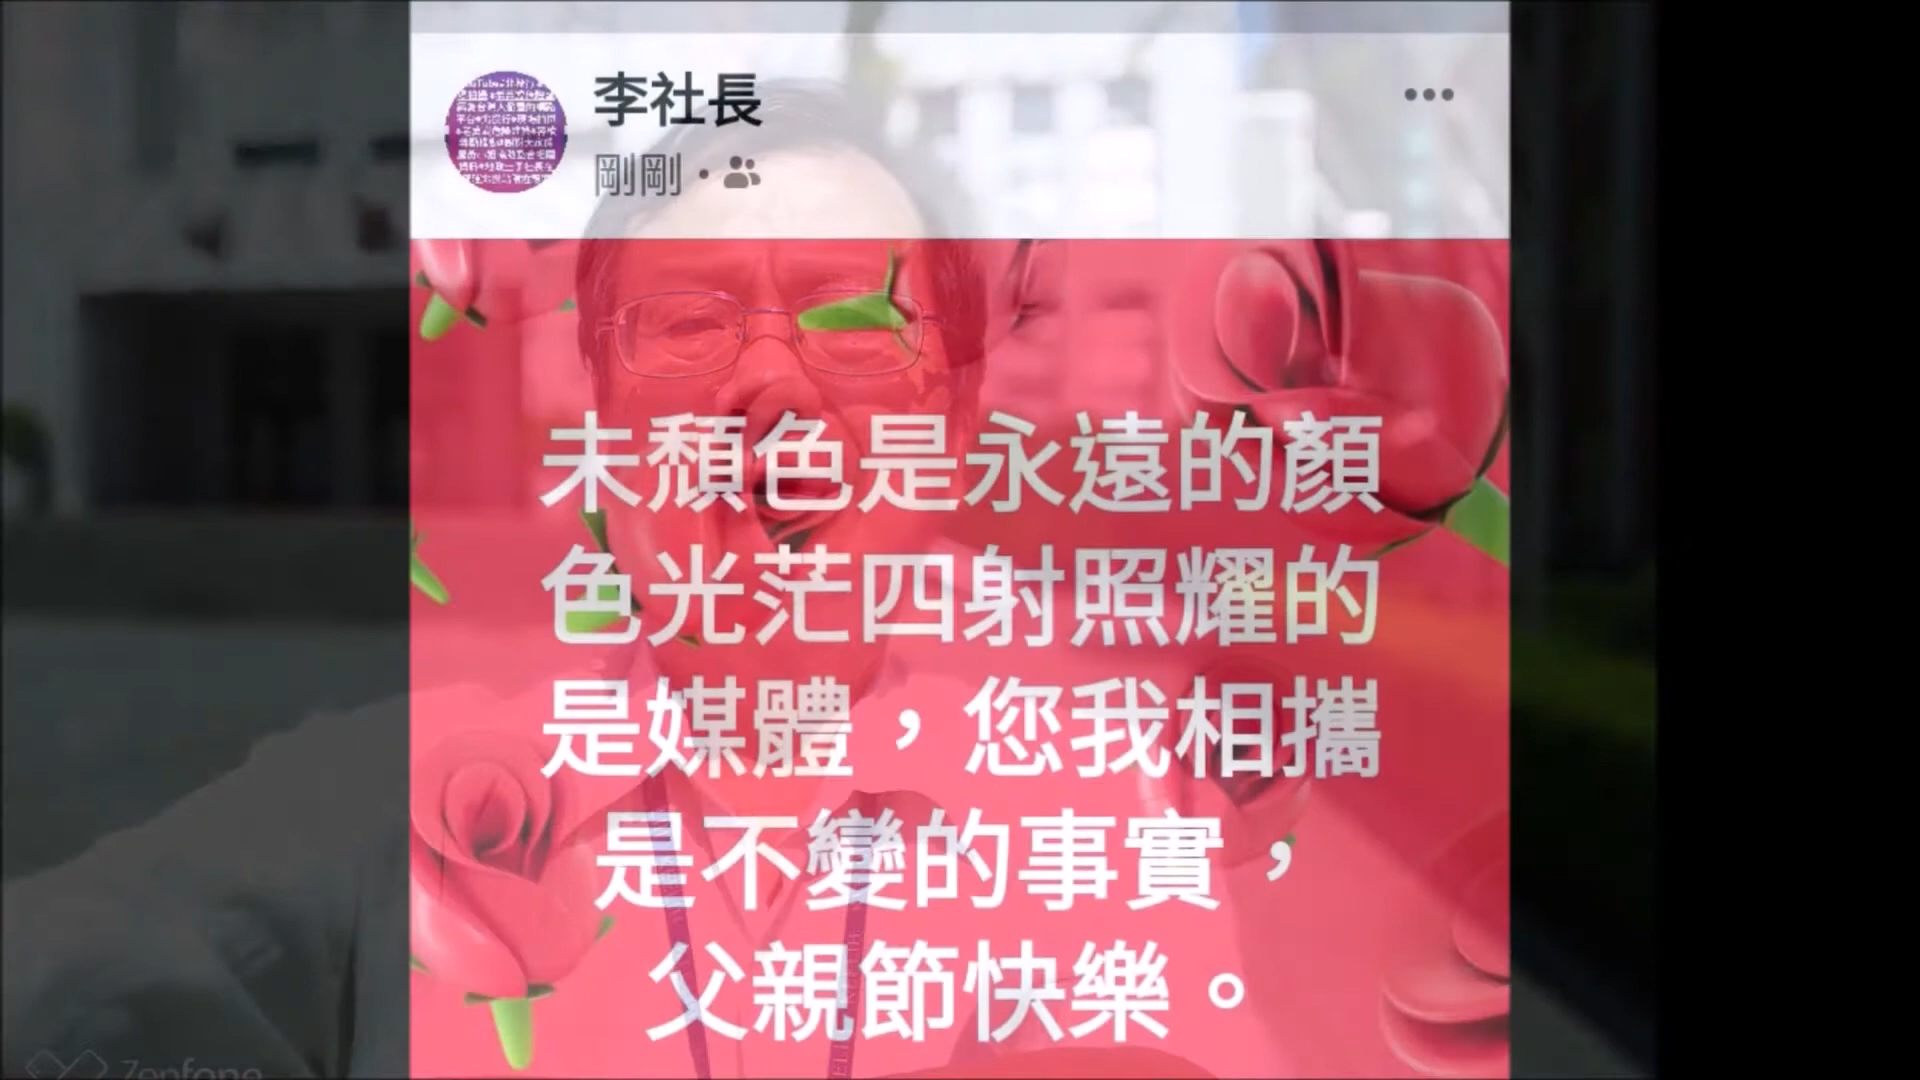 李社長
剛剛
未頹色是永遠的顏
色光茫四射照耀的
是媒體，您我相攜
是不變的事實，
父親節快樂。
Zenfone